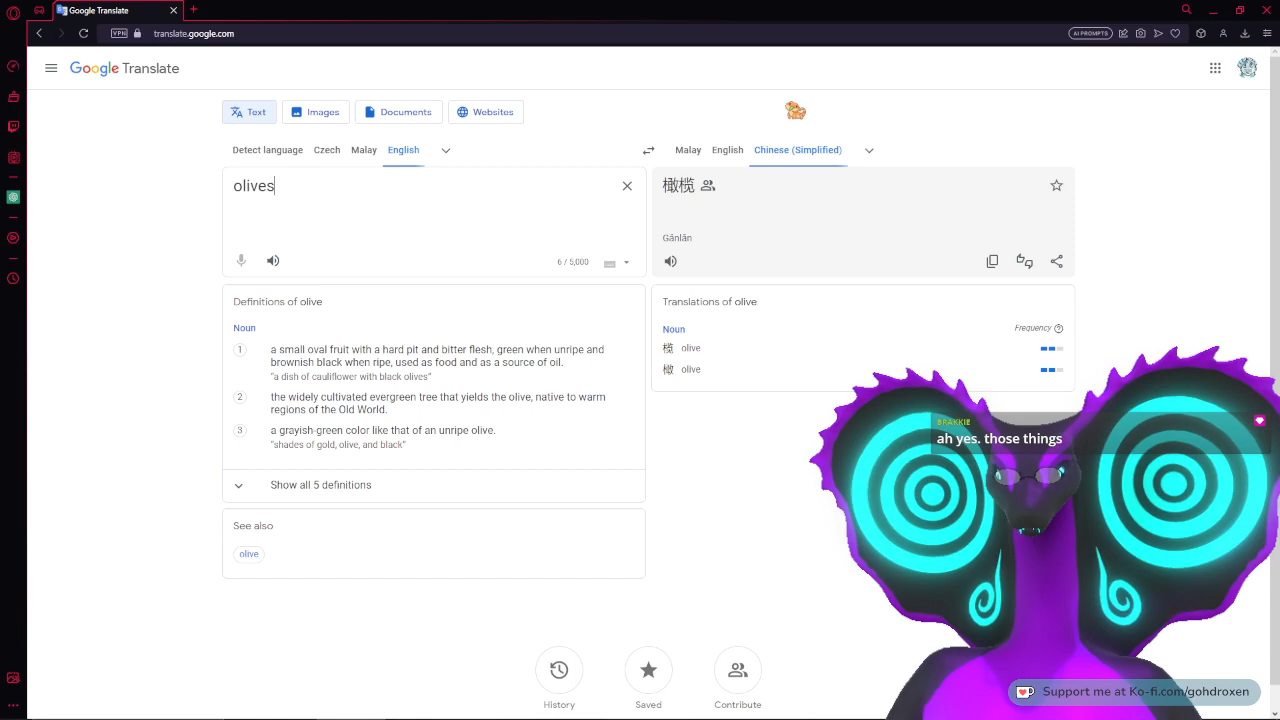 Google Translate
VPN
translate.google.com
AI PROMPTS
Google Translate
Text
Images
Documents
Websites
Detect language
Czech
Malay
English
Malay
English
Chinese (Simplified)
olives
橄榄
Gǎnlǎn
6 / 5,000
Definitions of olive
Noun
1
a small oval fruit with a hard pit and bitter flesh, green when unripe and
brownish black when ripe, used as food and as a source of oil.
"a dish of cauliflower with black olives"
2
the widely cultivated evergreen tree that yields the olive, native to warm
regions of the Old World.
3
a grayish-green color like that of an unripe olive.
"shades of gold, olive, and black"
Show all 5 definitions
See also
olive
Translations of olive
Noun
Frequency
榄 olive
橄 olive
BRAKKIE
ah yes. those things
History
Saved
Contribute
Support me at Ko-fi.com/gohdroxen